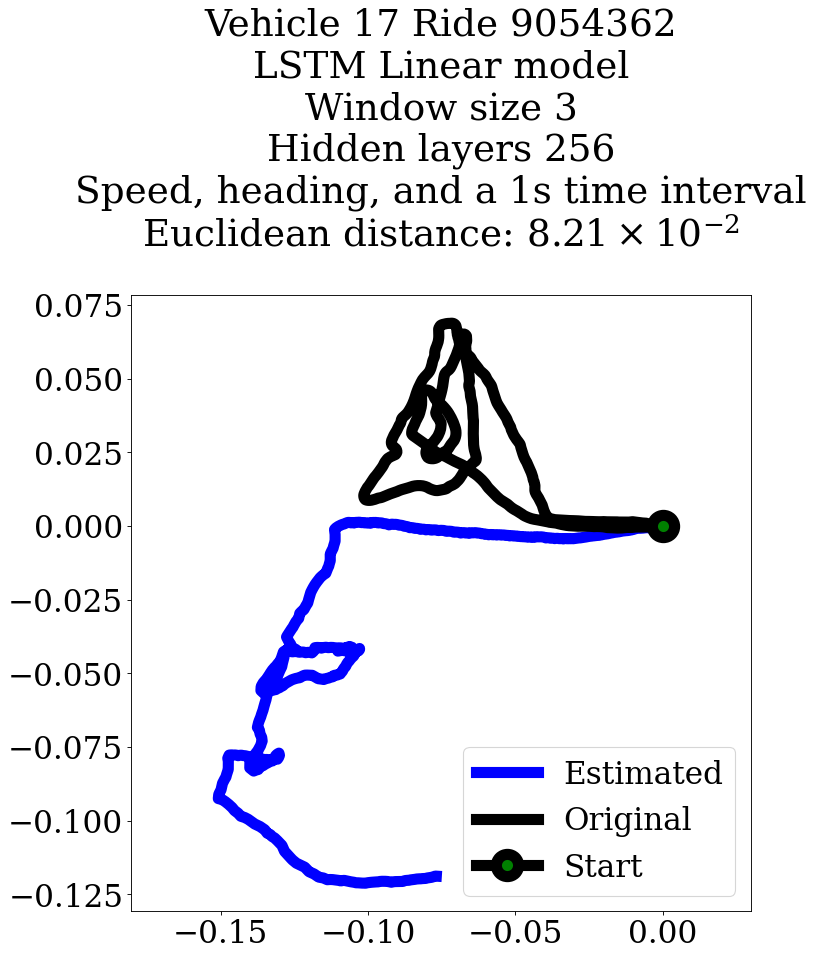 Vehicle 17 Ride 9054362
LSTM Linear model
Window size 3
Hidden layers 256
Speed, heading, and a 1s time interval
Euclidean distance: 8.21 × 10⁻²
0.075
0.050
0.025
0.000
−0.025
−0.050
−0.075
−0.100
−0.125
Estimated
Original
Start
−0.15 −0.10 −0.05 0.00